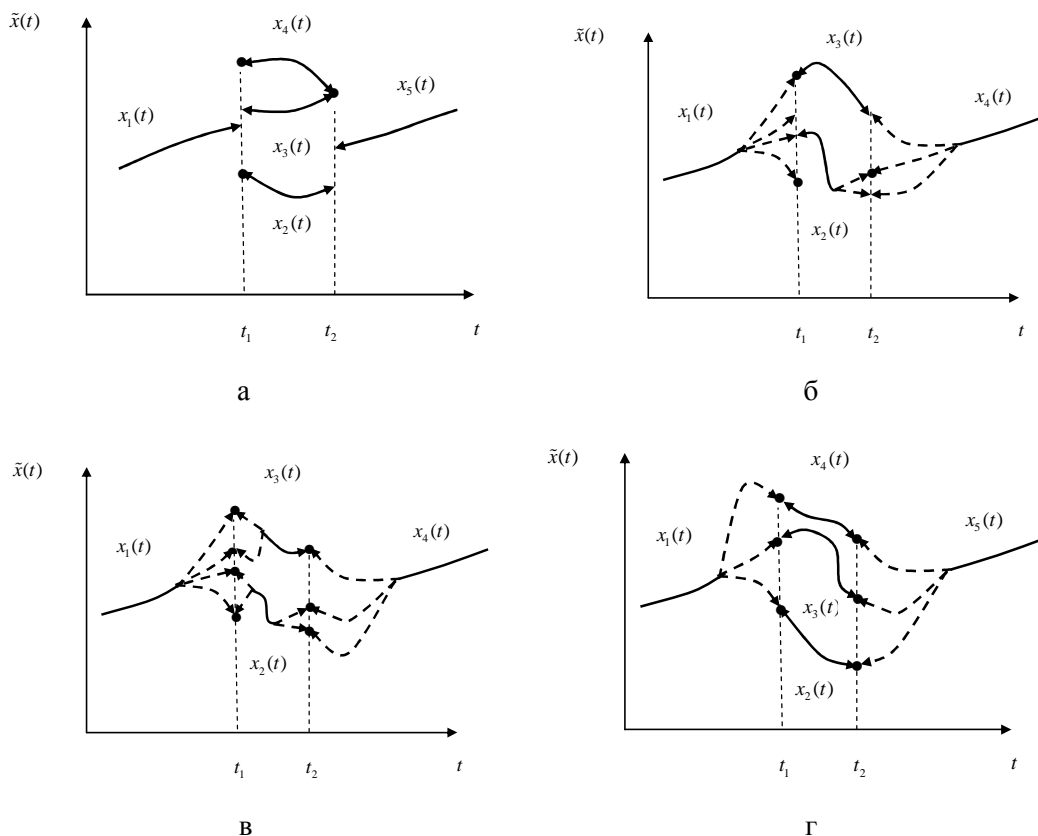 x̃(t)
x₄(t)
x₅(t)
x₁(t)
x₃(t)
x₂(t)
t₁ t₂ t
а
x̃(t)
x₃(t)
x₁(t)
x₄(t)
x₂(t)
t₁ t₂ t
б
x̃(t)
x₃(t)
x₁(t)
x₄(t)
x₂(t)
t₁ t₂ t
в
x̃(t)
x₄(t)
x₁(t)
x₅(t)
x₃(t)
x₂(t)
t₁ t₂ t
г